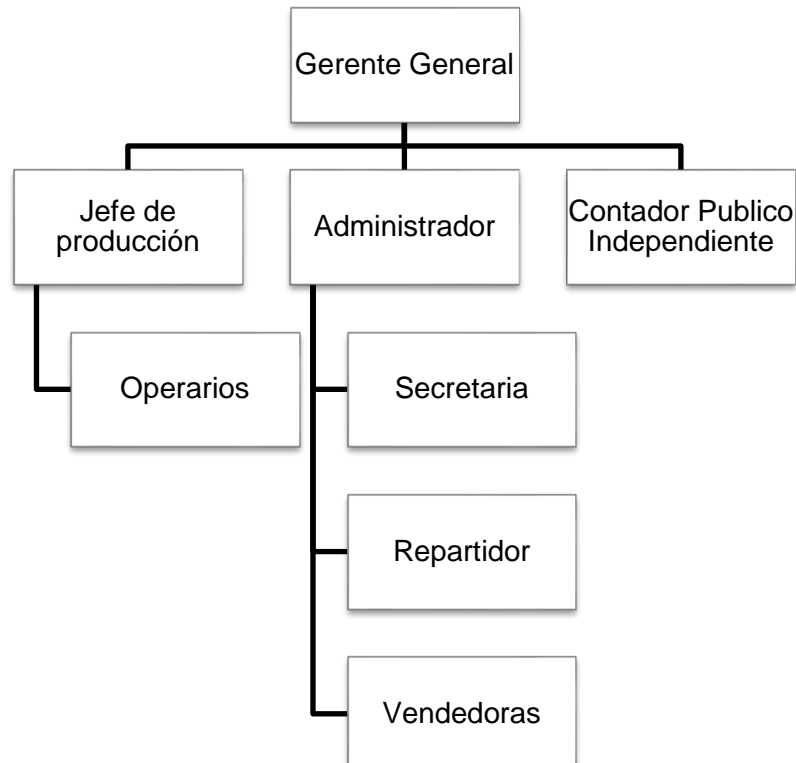 Gerente General
Jefe de
producción
Administrador
Contador Publico
Independiente
Operarios
Secretaria
Repartidor
Vendedoras